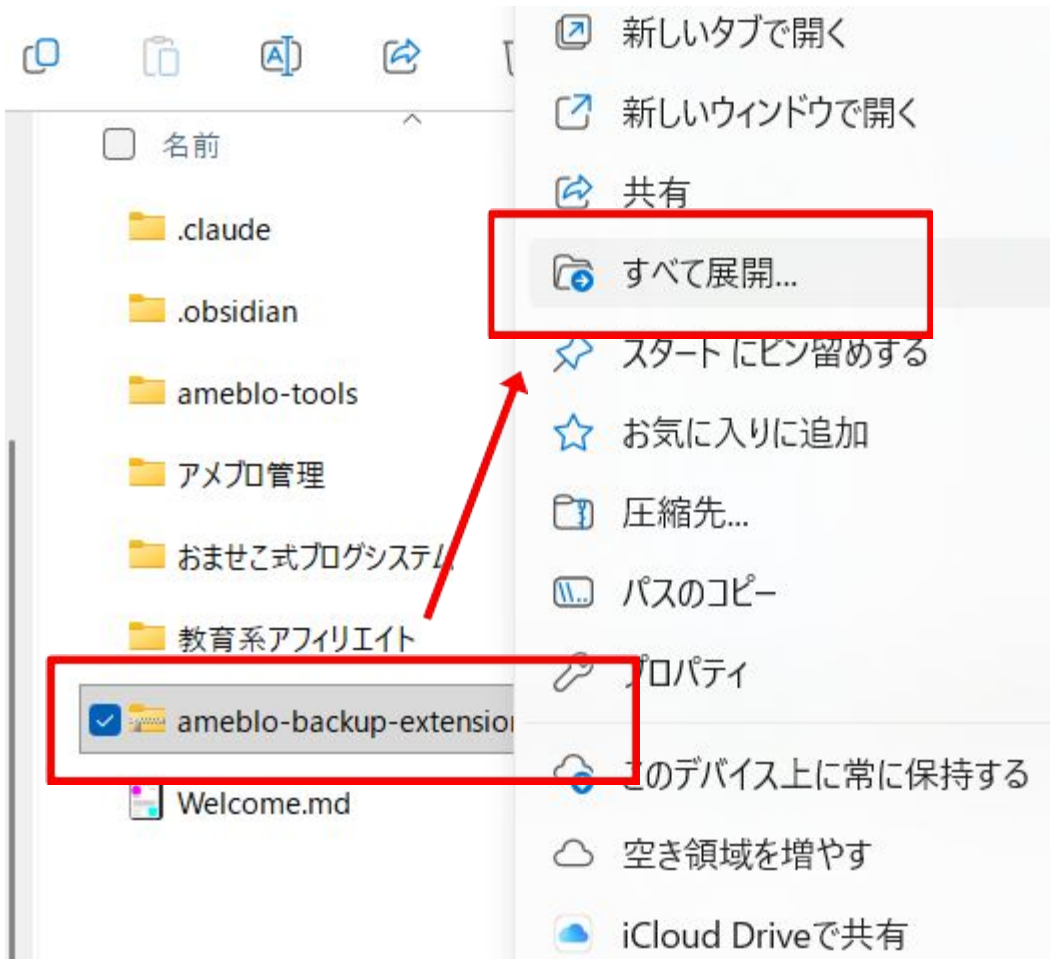 名前
.claude
.obsidian
ameblo-tools
アメブロ管理
おませこ式ブログシステム
教育系アフィリエイト
ameblo-backup-extension
Welcome.md
新しいタブで開く
新しいウィンドウで開く
共有
すべて展開...
スタート にピン留めする
お気に入りに追加
圧縮先...
パスのコピー
プロパティ
このデバイス上に常に保持する
空き領域を増やす
iCloud Driveで共有